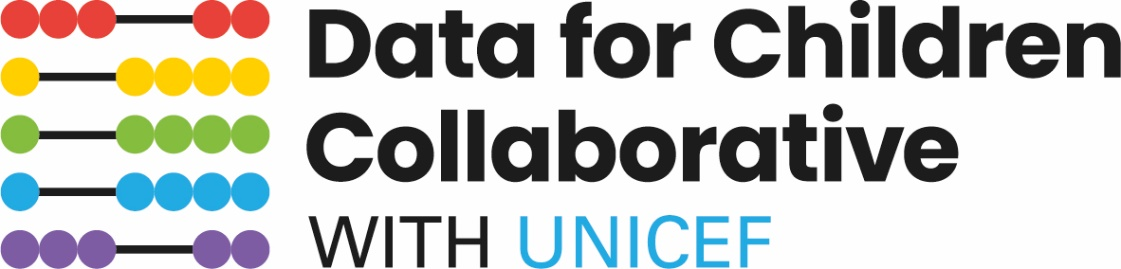 Data for Children
Collaborative
WITH UNICEF